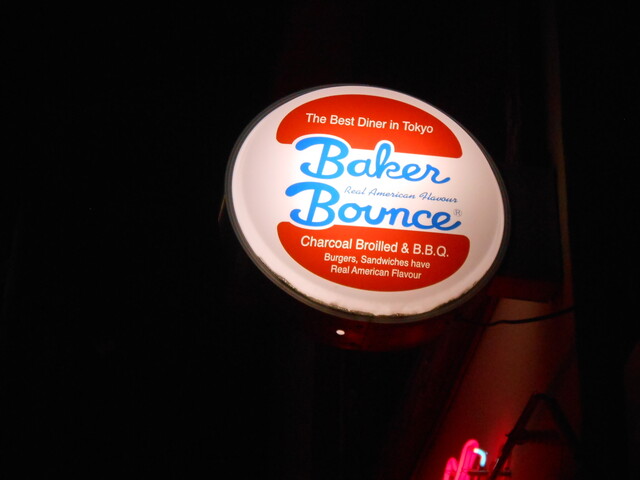 The Best Diner in Tokyo
Baker
Real American Flavour
Bounce®
Charcoal Broilled & B.B.Q.
Burgers, Sandwiches have
Real American Flavour